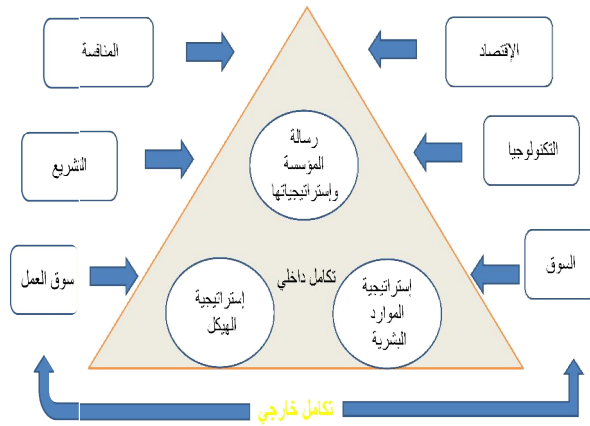 الإقتصاد
المنافسة
رسالة
المؤسسة
وإستراتيجياتها
التكنولوجيا
التشريع
السوق
تكامل داخلي
سوق العمل
إستراتيجية
الموارد
البشرية
إستراتيجية
الهيكل
تكامل خارجي